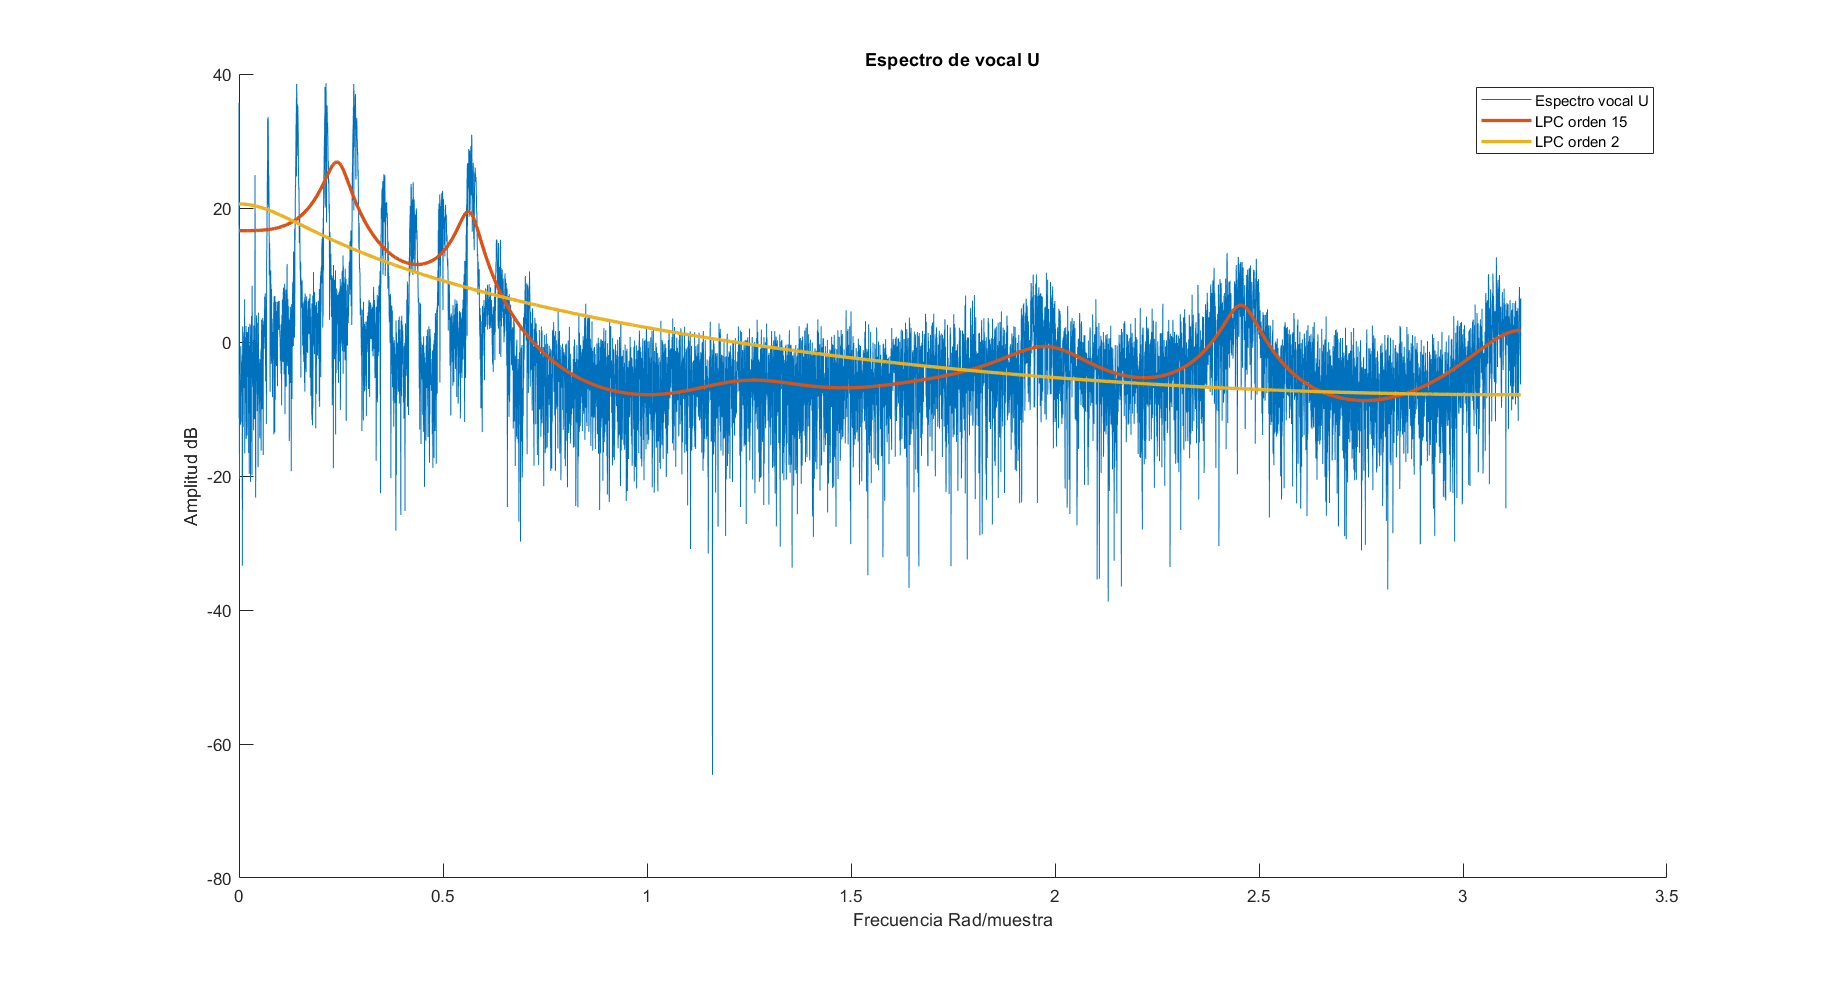 Espectro de vocal U
Espectro vocal U
LPC orden 15
LPC orden 2
40
20
0
-20
-40
-60
-80
Amplitud dB
0
0.5
1
1.5
2
2.5
3
3.5
Frecuencia Rad/muestra